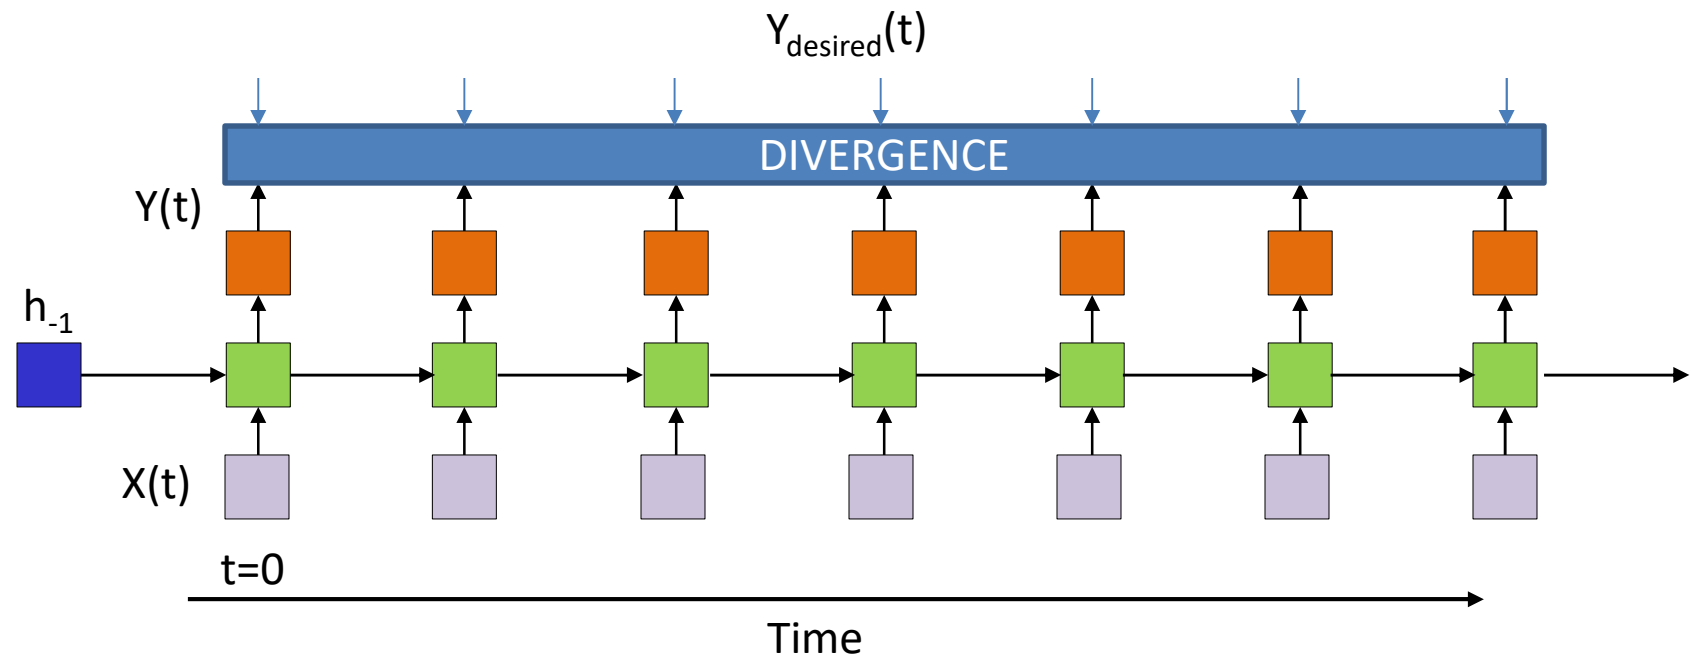 Y_desired(t)
DIVERGENCE
Y(t)
h_-1
X(t)
t=0
Time